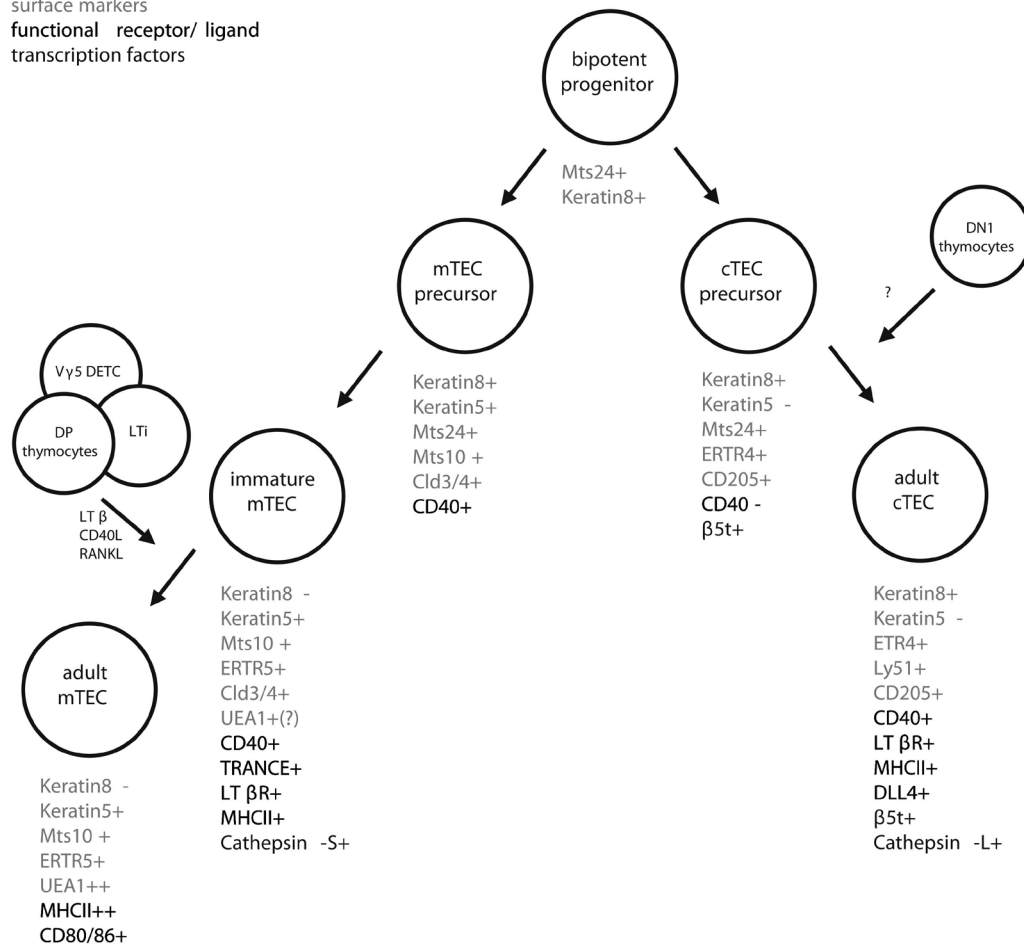 surface markers
functional receptor/ ligand
transcription factors
bipotent
progenitor
Mts24+
Keratin8+
mTEC
precursor
cTEC
precursor
DN1
thymocytes
?
Vγ5 DETC
DP
thymocytes
LTi
LT β
CD40L
RANKL
Keratin8+
Keratin5+
Mts24+
Mts10 +
Cld3/4+
CD40+
Keratin8+
Keratin5 -
Mts24+
ERTR4+
CD205+
CD40 -
β5t+
immature
mTEC
adult
cTEC
Keratin8 -
Keratin5+
Mts10 +
ERTR5+
Cld3/4+
UEA1+(?)
CD40+
TRANCE+
LT βR+
MHCII+
Cathepsin -S+
Keratin8+
Keratin5 -
ETR4+
Ly51+
CD205+
CD40+
LT βR+
MHCII+
DLL4+
β5t+
Cathepsin -L+
adult
mTEC
Keratin8 -
Keratin5+
Mts10 +
ERTR5+
UEA1++
MHCII++
CD80/86+